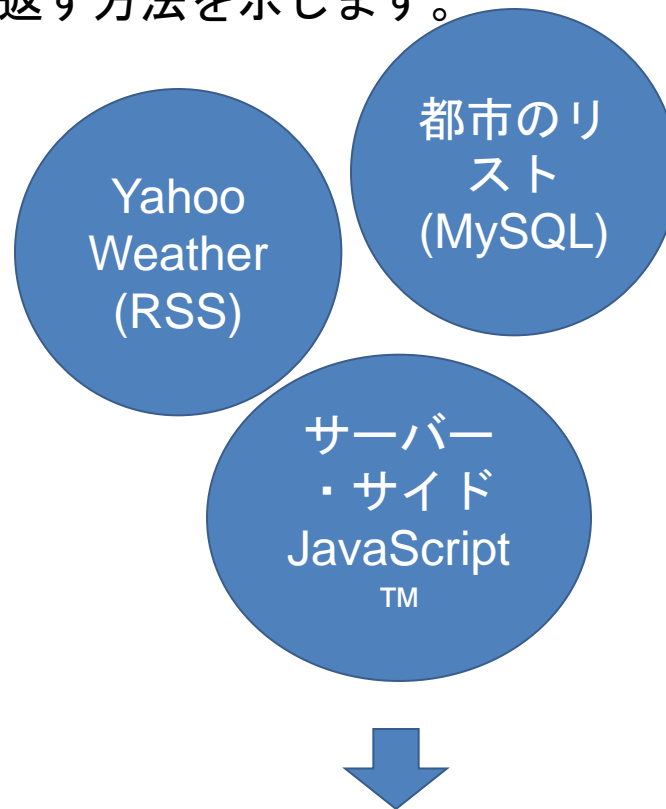 返す方法を示します。
都市のリ
スト
(MySQL)
Yahoo
Weather
(RSS)
サーバー
・サイド
JavaScript
™